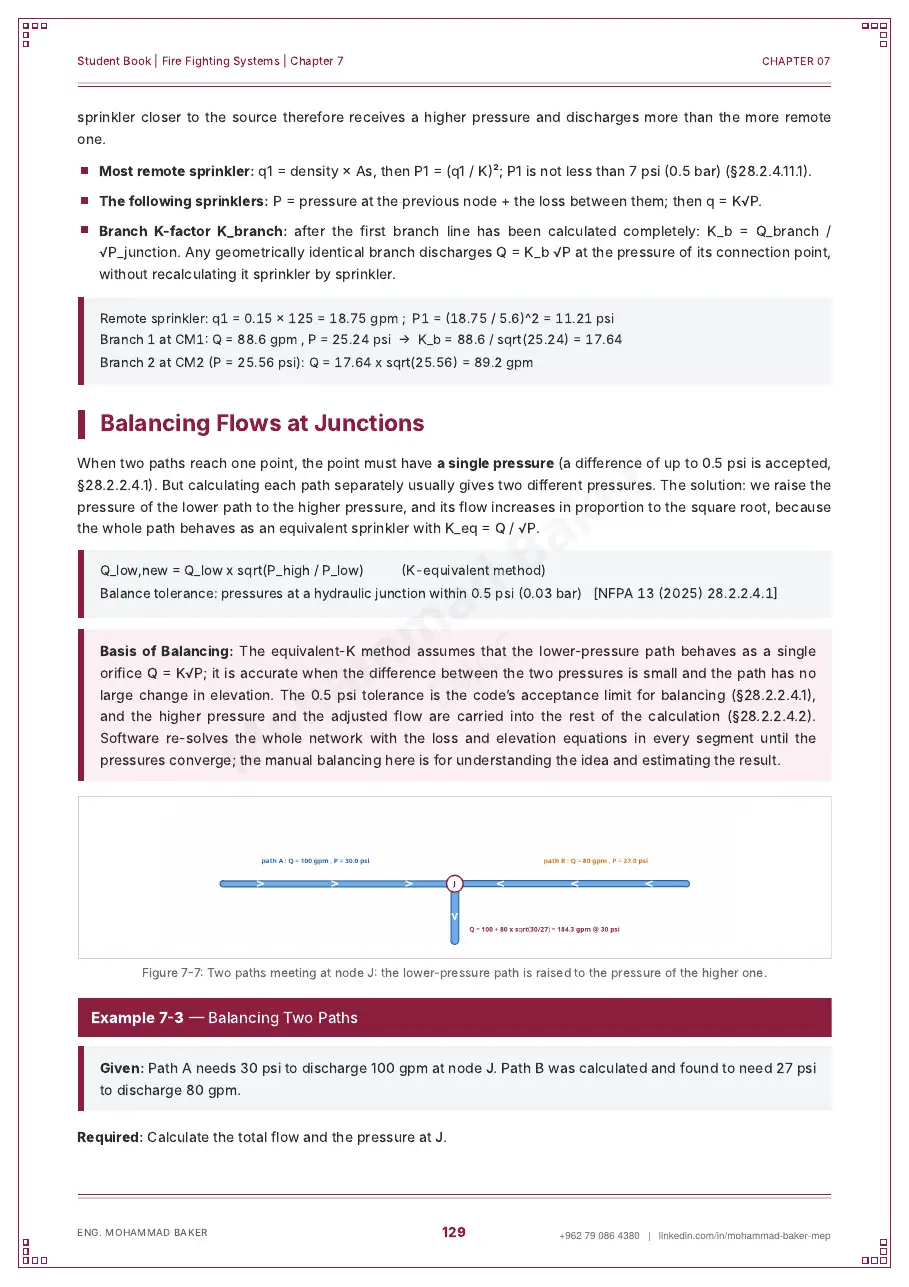 Student Book | Fire Fighting Systems | Chapter 7
CHAPTER 07
sprinkler closer to the source therefore receives a higher pressure and discharges more than the more remote
one.
Most remote sprinkler: q1 = density × As, then P1 = (q1 / K)²; P1 is not less than 7 psi (0.5 bar) (§28.2.4.11.1).
The following sprinklers: P = pressure at the previous node + the loss between them; then q = K√P.
Branch K-factor K_branch: after the first branch line has been calculated completely: K_b = Q_branch /
√P_junction. Any geometrically identical branch discharges Q = K_b √P at the pressure of its connection point,
without recalculating it sprinkler by sprinkler.
Remote sprinkler: q1 = 0.15 × 125 = 18.75 gpm ; P1 = (18.75 / 5.6)^2 = 11.21 psi
Branch 1 at CM1: Q = 88.6 gpm , P = 25.24 psi → K_b = 88.6 / sqrt(25.24) = 17.64
Branch 2 at CM2 (P = 25.56 psi): Q = 17.64 x sqrt(25.56) = 89.2 gpm
Balancing Flows at Junctions
When two paths reach one point, the point must have a single pressure (a difference of up to 0.5 psi is accepted,
§28.2.2.4.1). But calculating each path separately usually gives two different pressures. The solution: we raise the
pressure of the lower path to the higher pressure, and its flow increases in proportion to the square root, because
the whole path behaves as an equivalent sprinkler with K_eq = Q / √P.
Q_low,new = Q_low x sqrt(P_high / P_low) (K-equivalent method)
Balance tolerance: pressures at a hydraulic junction within 0.5 psi (0.03 bar) [NFPA 13 (2025) 28.2.2.4.1]
Basis of Balancing: The equivalent-K method assumes that the lower-pressure path behaves as a single
orifice Q = K√P; it is accurate when the difference between the two pressures is small and the path has no
large change in elevation. The 0.5 psi tolerance is the code's acceptance limit for balancing (§28.2.2.4.1),
and the higher pressure and the adjusted flow are carried into the rest of the calculation (§28.2.2.4.2).
Software re-solves the whole network with the loss and elevation equations in every segment until the
pressures converge; the manual balancing here is for understanding the idea and estimating the result.
path A : Q = 100 gpm , P = 30.0 psi
path B : Q = 80 gpm , P = 27.0 psi
J
Q = 100 + 80 x sqrt(30/27) = 184.3 gpm @ 30 psi
Figure 7-7: Two paths meeting at node J: the lower-pressure path is raised to the pressure of the higher one.
Example 7-3 — Balancing Two Paths
Given: Path A needs 30 psi to discharge 100 gpm at node J. Path B was calculated and found to need 27 psi
to discharge 80 gpm.
Required: Calculate the total flow and the pressure at J.
ENG. MOHAMMAD BAKER
129
+962 79 086 4380 | linkedin.com/in/mohammad-baker-mep